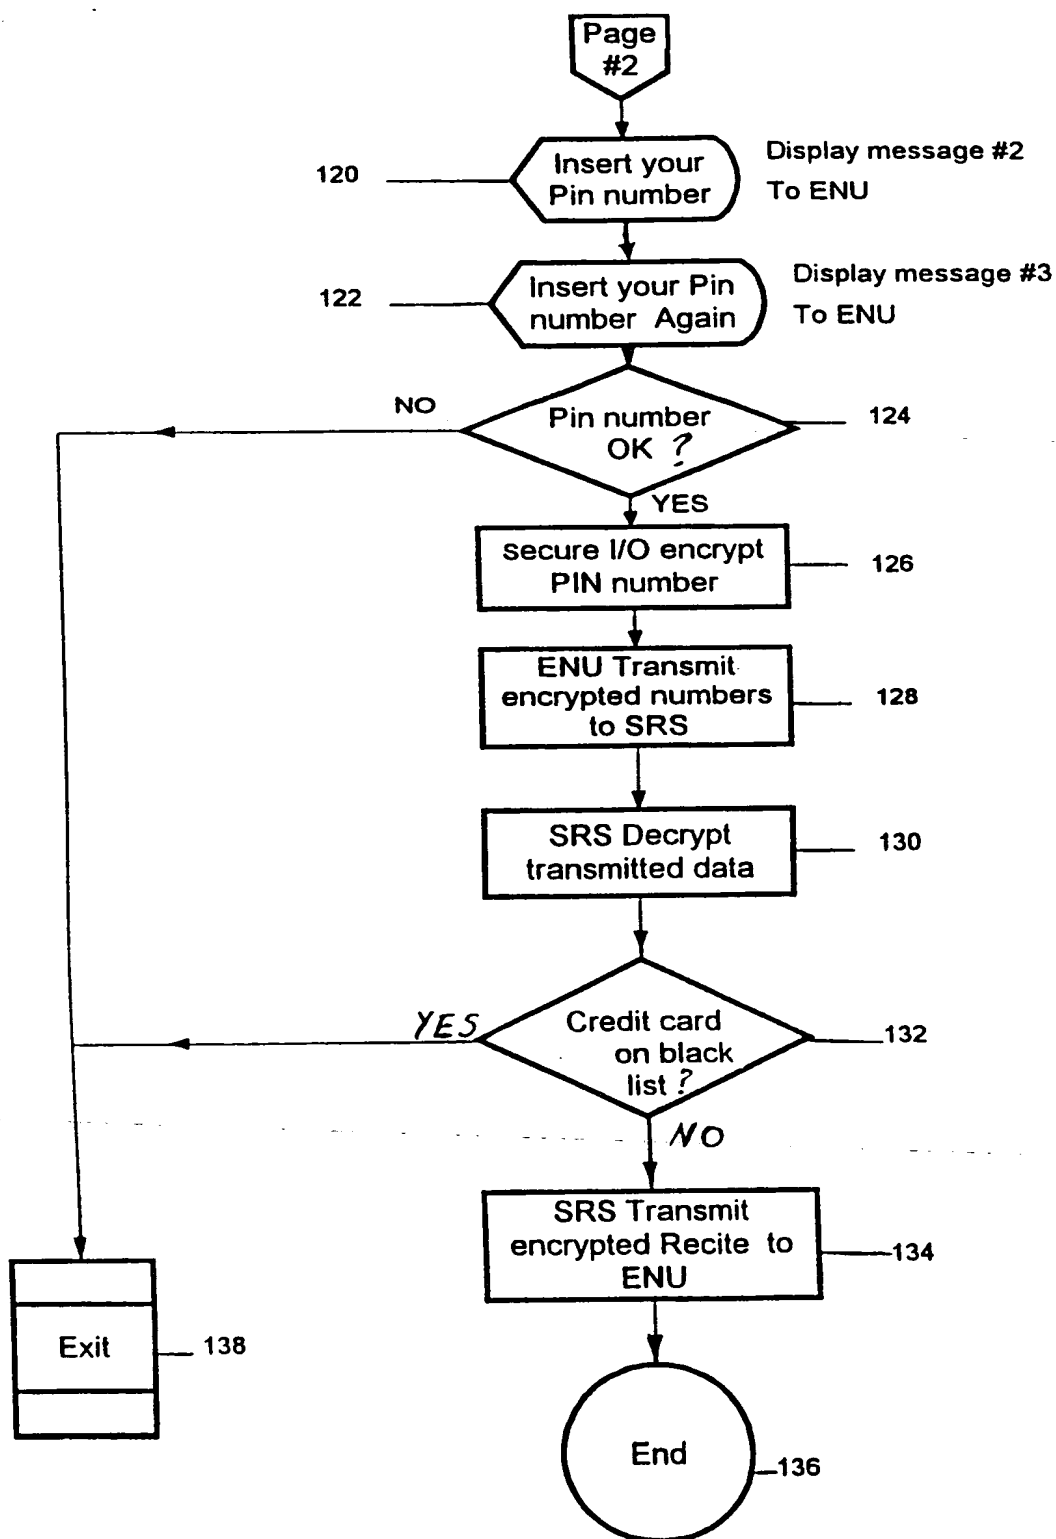 Page
#2
120
Insert your
Pin number
Display message #2
To ENU
122
Insert your Pin
number Again
Display message #3
To ENU
NO
Pin number
OK ?
124
YES
secure I/O encrypt
PIN number
126
ENU Transmit
encrypted numbers
to SRS
128
SRS Decrypt
transmitted data
130
YES
Credit card
on black
list ?
132
NO
SRS Transmit
encrypted Recite to
ENU
134
Exit
138
End
136